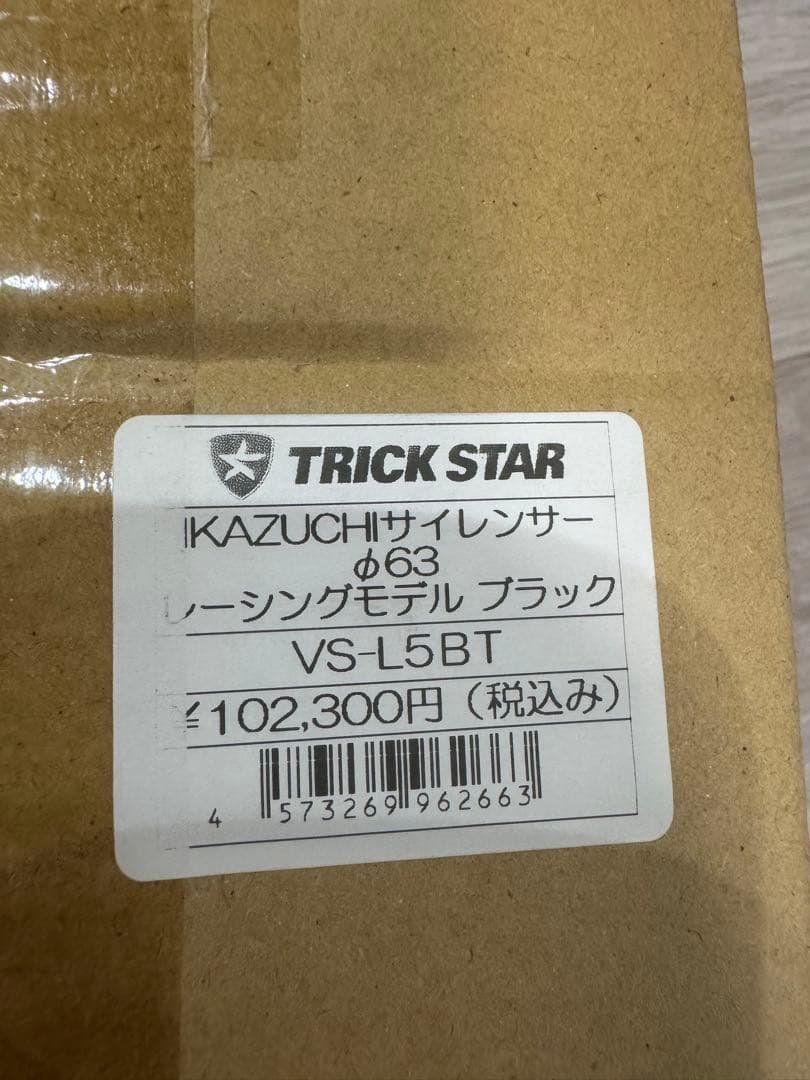 TRICK STAR
IKAZUCHIサイレンサー
φ63
レーシングモデル ブラック
VS-L5BT
¥102,300円（税込み）
4 573269 962663